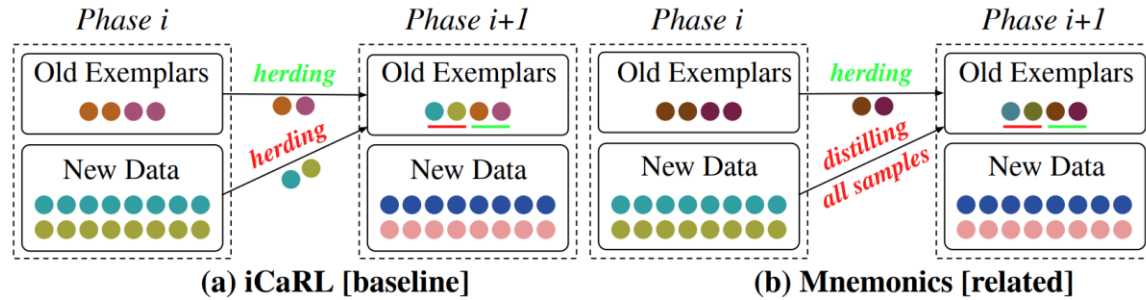 Phase i
Phase i+1
Old Exemplars
herding
Old Exemplars
herding
New Data
New Data
(a) iCaRL [baseline]
Phase i
Phase i+1
Old Exemplars
herding
Old Exemplars
distilling
all samples
New Data
New Data
(b) Mnemonics [related]